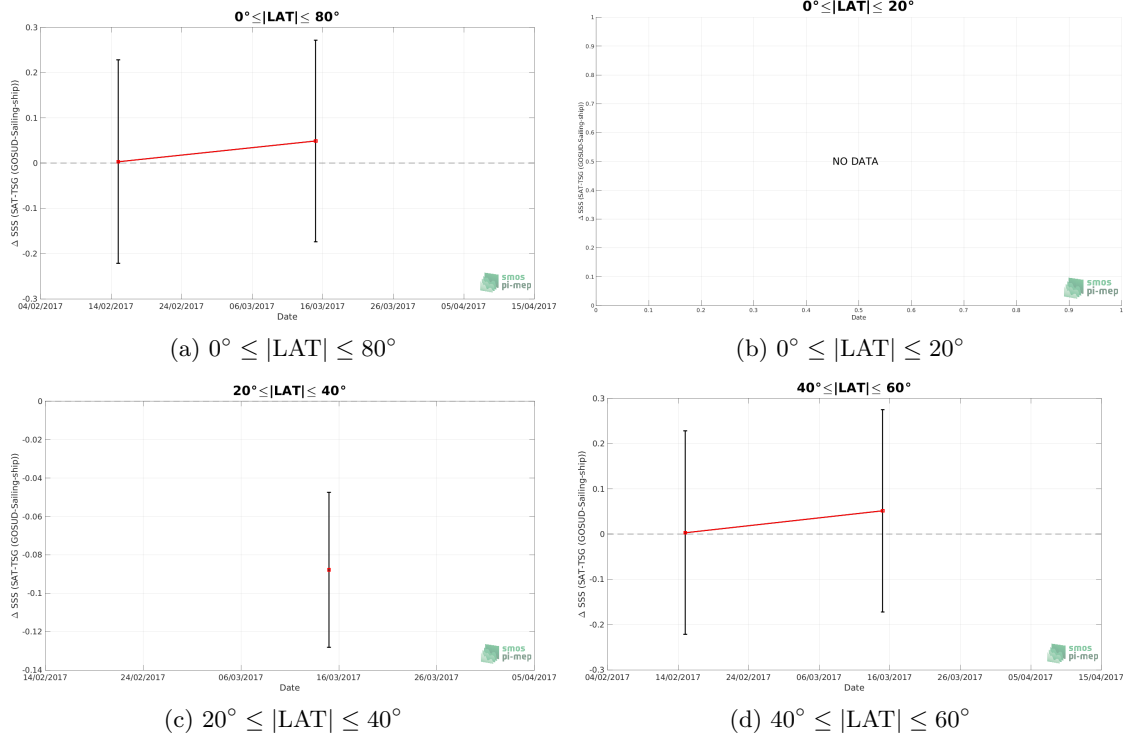 0°≤|LAT|≤ 80°
Δ SSS (SAT-TSG (GOSUD-Sailing-ship))
0.3
0.2
0.1
0
-0.1
-0.2
-0.3
04/02/2017 14/02/2017 24/02/2017 06/03/2017 16/03/2017 26/03/2017 05/04/2017 15/04/2017
Date
smos
pi-mep
(a) 0° ≤ |LAT| ≤ 80°
0°≤|LAT|≤ 20°
Δ SSS (SAT-TSG (GOSUD-Sailing-ship))
1
0.9
0.8
0.7
0.6
0.5
0.4
0.3
0.2
0.1
0
NO DATA
0 0.1 0.2 0.3 0.4 0.5 0.6 0.7 0.8 0.9 1
Date
smos
pi-mep
(b) 0° ≤ |LAT| ≤ 20°
20°≤|LAT|≤ 40°
Δ SSS (SAT-TSG (GOSUD-Sailing-ship))
0
-0.02
-0.04
-0.06
-0.08
-0.1
-0.12
-0.14
14/02/2017 24/02/2017 06/03/2017 16/03/2017 26/03/2017 05/04/2017
Date
smos
pi-mep
(c) 20° ≤ |LAT| ≤ 40°
40°≤|LAT|≤ 60°
Δ SSS (SAT-TSG (GOSUD-Sailing-ship))
0.3
0.2
0.1
0
-0.1
-0.2
-0.3
04/02/2017 14/02/2017 24/02/2017 06/03/2017 16/03/2017 26/03/2017 05/04/2017 15/04/2017
Date
smos
pi-mep
(d) 40° ≤ |LAT| ≤ 60°